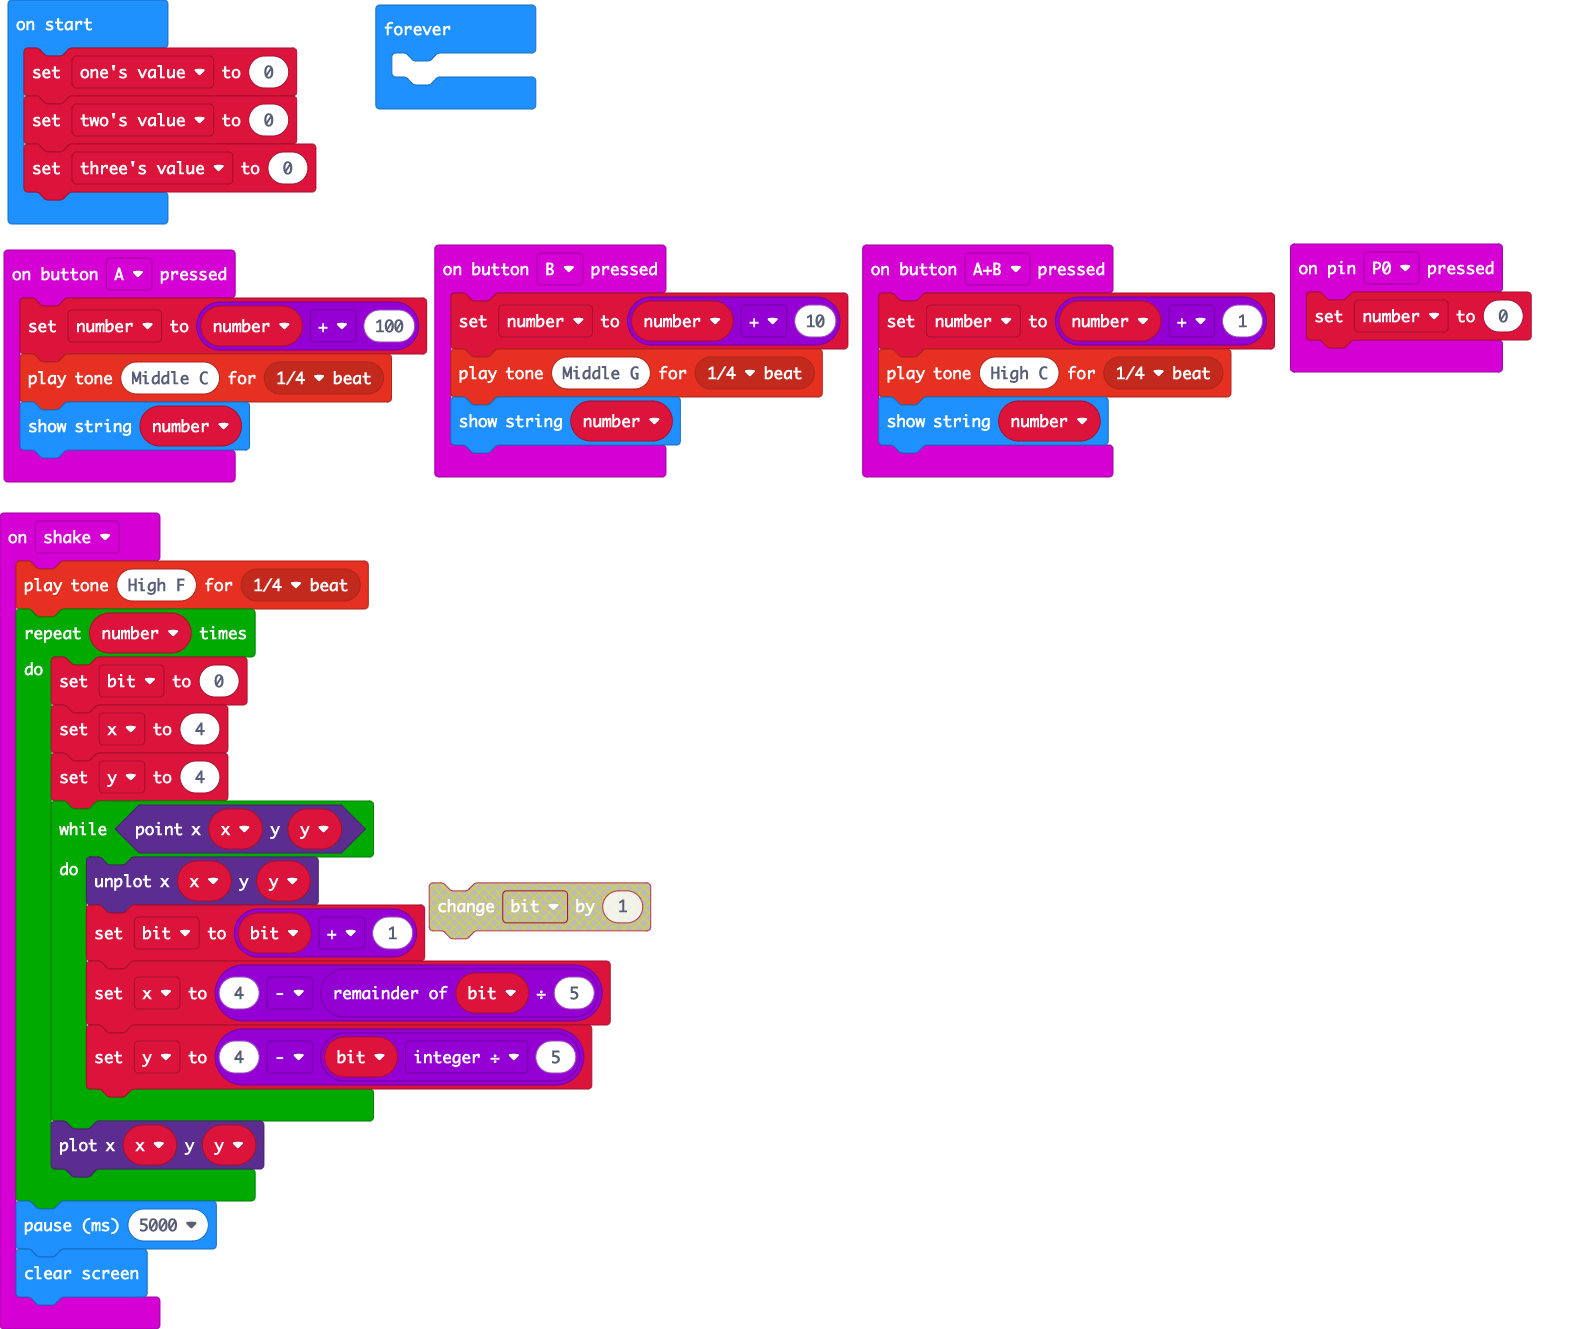 on start
set one's value to 0
set two's value to 0
set three's value to 0
forever
on button A pressed
set number to number + 100
play tone Middle C for 1/4 beat
show string number
on button B pressed
set number to number + 10
play tone Middle G for 1/4 beat
show string number
on button A+B pressed
set number to number + 1
play tone High C for 1/4 beat
show string number
on pin P0 pressed
set number to 0
on shake
play tone High F for 1/4 beat
repeat number times
do
set bit to 0
set x to 4
set y to 4
while point x x y y
do
unplot x x y y
change bit by 1
set bit to bit + 1
set x to 4 - remainder of bit ÷ 5
set y to 4 - bit integer ÷ 5
plot x x y y
pause (ms) 5000
clear screen